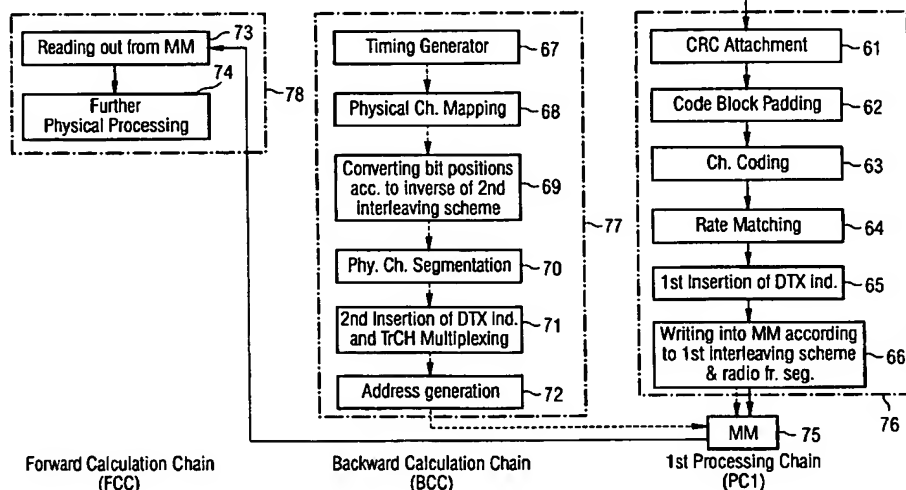 Reading out from MM
73
74
Further
Physical Processing
78
Forward Calculation Chain
(FCC)
Timing Generator
67
Physical Ch. Mapping
68
Converting bit positions
acc. to inverse of 2nd
interleaving scheme
69
Phy. Ch. Segmentation
70
2nd Insertion of DTX Ind.
and TrCH Multiplexing
71
Address generation
72
77
Backward Calculation Chain
(BCC)
CRC Attachment
61
Code Block Padding
62
Ch. Coding
63
Rate Matching
64
1st Insertion of DTX ind.
65
Writing into MM according
to 1st interleaving scheme
& radio fr. seg.
66
76
MM
75
1st Processing Chain
(PC1)